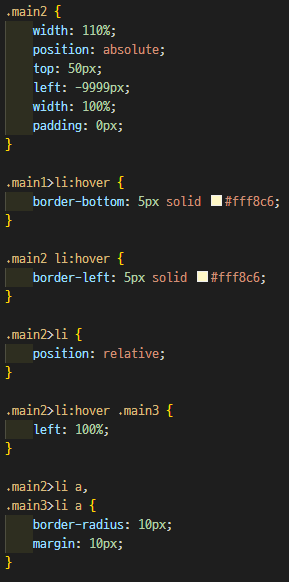 .main2 {
    width: 110%;
    position: absolute;
    top: 50px;
    left: -9999px;
    width: 100%;
    padding: 0px;
}

.main1>li:hover {
    border-bottom: 5px solid #fff8c6;
}

.main2 li:hover {
    border-left: 5px solid #fff8c6;
}

.main2>li {
    position: relative;
}

.main2>li:hover .main3 {
    left: 100%;
}

.main2>li a,
.main3>li a {
    border-radius: 10px;
    margin: 10px;
}